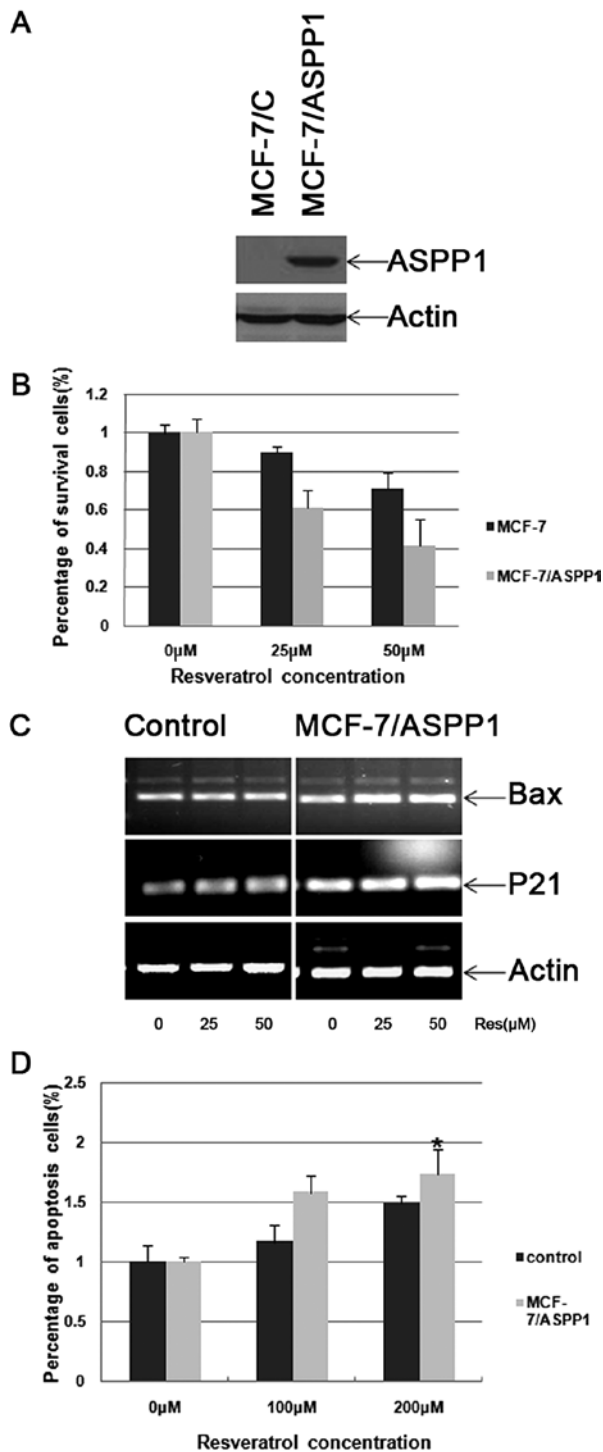 A
MCF-7/C
MCF-7/ASPP1
ASPP1
Actin
B
Percentage of survival cells(%)
1.2
1
0.8
0.6
0.4
0.2
0
0µM
25µM
50µM
Resveratrol concentration
MCF-7
MCF-7/ASPP1
C
Control
MCF-7/ASPP1
Bax
P21
Actin
0
25
50
0
25
50
Res(µM)
D
Percentage of apoptosis cells(%)
2.5
2
1.5
1
0.5
0
*
0µM
100µM
200µM
Resveratrol concentration
control
MCF-
7/ASPP1